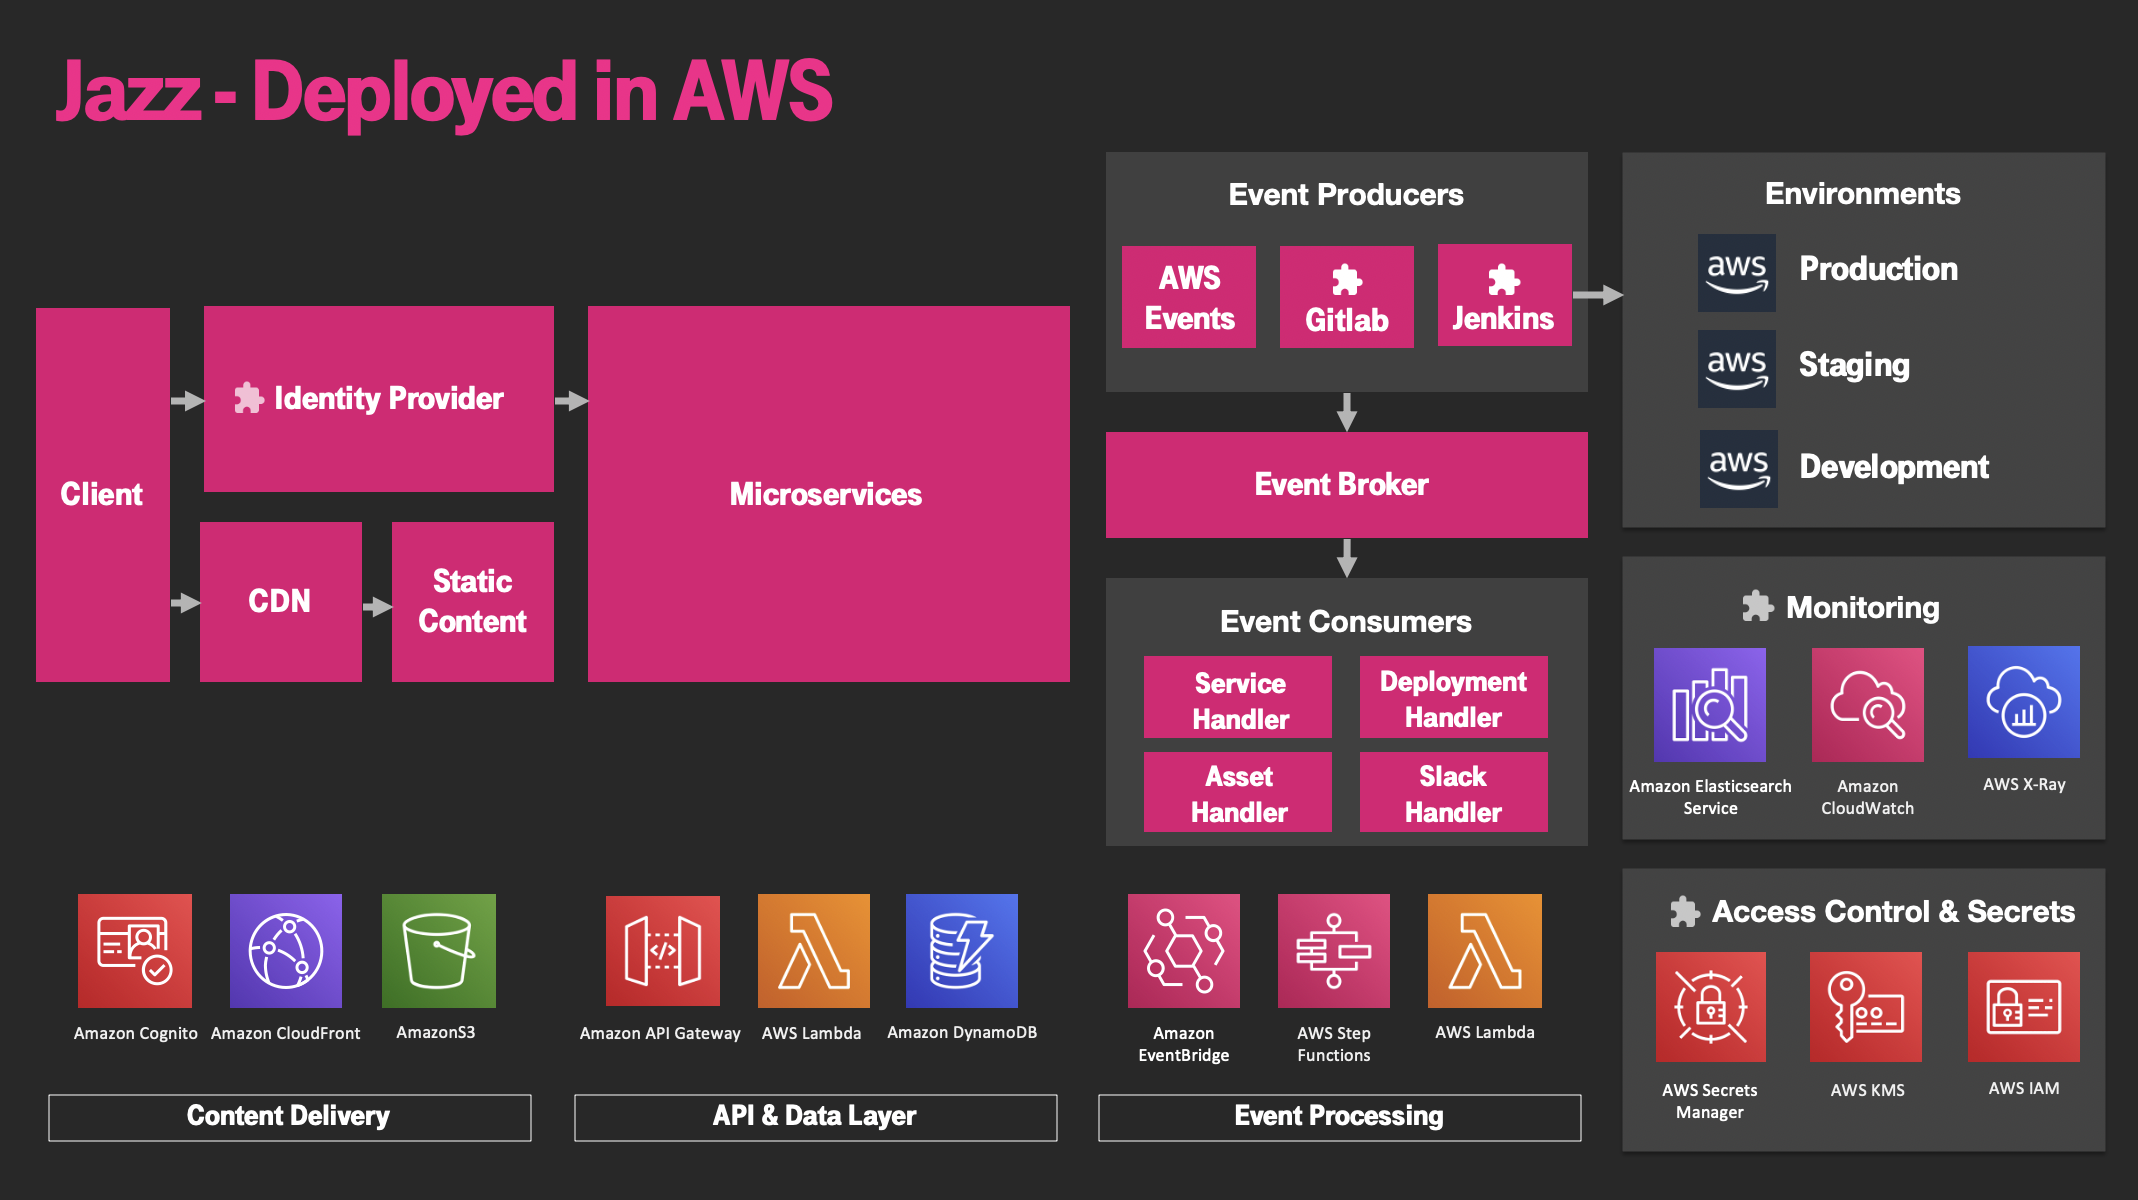 Jazz - Deployed in AWS
Client
Identity Provider
CDN
Static
Content
Microservices
Event Producers
AWS
Events
Gitlab
Jenkins
Event Broker
Event Consumers
Service
Handler
Deployment
Handler
Asset
Handler
Slack
Handler
Environments
aws
Production
aws
Staging
aws
Development
Monitoring
Amazon Elasticsearch
Service
Amazon
CloudWatch
AWS X-Ray
Access Control & Secrets
AWS Secrets
Manager
AWS KMS
AWS IAM
Amazon Cognito
Amazon CloudFront
AmazonS3
Content Delivery
</>
Amazon API Gateway
AWS Lambda
Amazon DynamoDB
API & Data Layer
Amazon
EventBridge
AWS Step
Functions
AWS Lambda
Event Processing